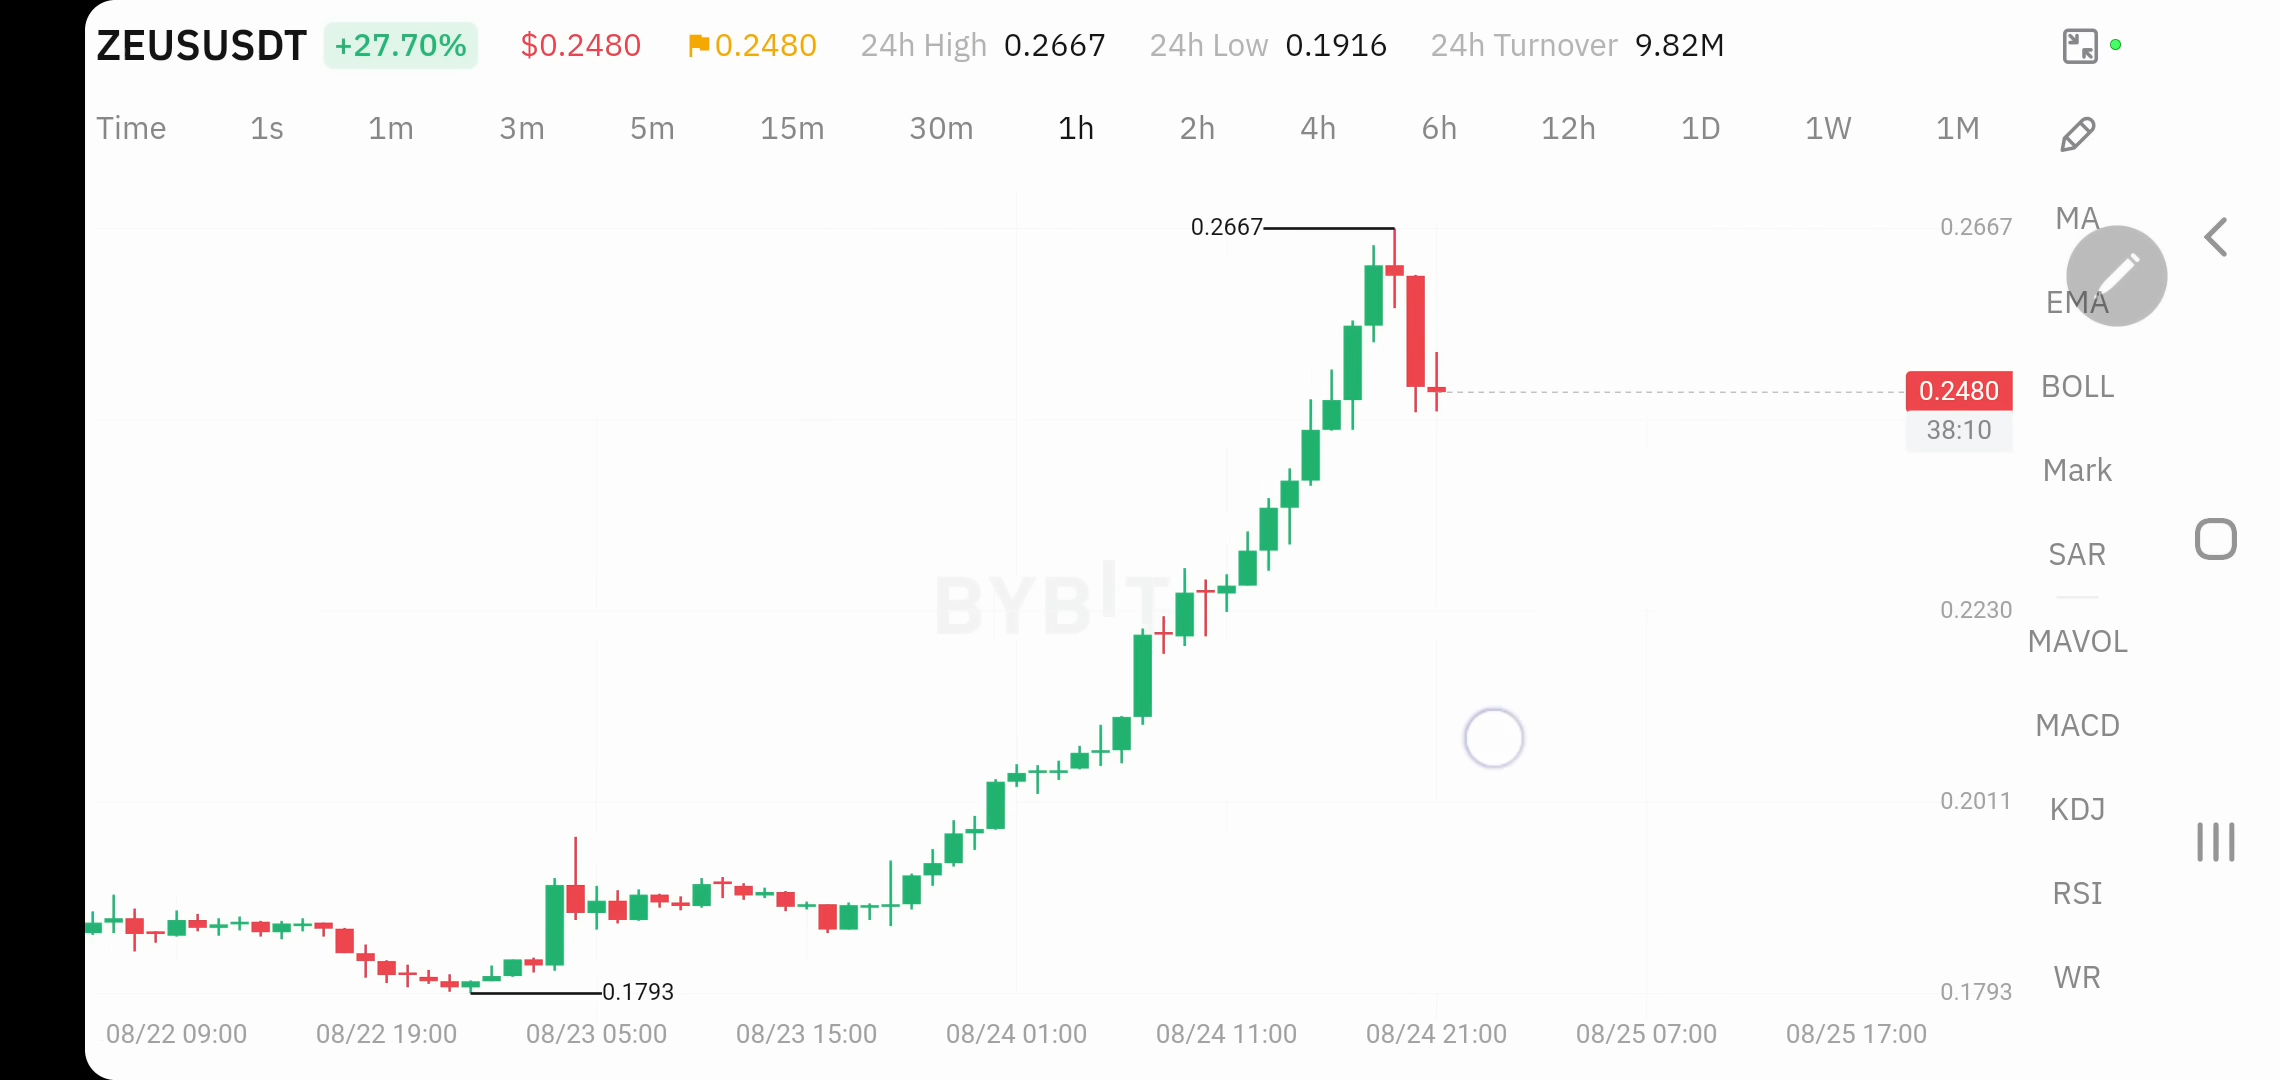 ZEUSUSDT +27.70% $0.2480 0.2480 24h High 0.2667 24h Low 0.1916 24h Turnover 9.82M
Time 1s 1m 3m 5m 15m 30m 1h 2h 4h 6h 12h 1D 1W 1M
MA
0.2667
0.2667
EMA
BOLL
0.2480
38:10
Mark
SAR
BYBIT
0.2230
MAVOL
MACD
0.2011
KDJ
RSI
WR
0.1793
0.1793
08/22 09:00 08/22 19:00 08/23 05:00 08/23 15:00 08/24 01:00 08/24 11:00 08/24 21:00 08/25 07:00 08/25 17:00